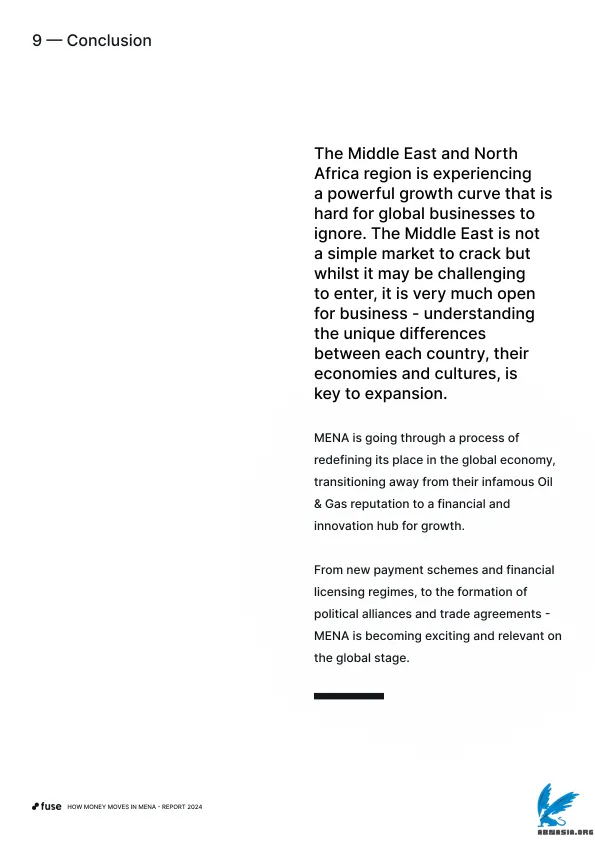 9 — Conclusion
The Middle East and North
Africa region is experiencing
a powerful growth curve that is
hard for global businesses to
ignore. The Middle East is not
a simple market to crack but
whilst it may be challenging
to enter, it is very much open
for business - understanding
the unique differences
between each country, their
economies and cultures, is
key to expansion.
MENA is going through a process of
redefining its place in the global economy,
transitioning away from their infamous Oil
& Gas reputation to a financial and
innovation hub for growth.
From new payment schemes and financial
licensing regimes, to the formation of
political alliances and trade agreements -
MENA is becoming exciting and relevant on
the global stage.
fuse HOW MONEY MOVES IN MENA - REPORT 2024
ABNASIA.ORG